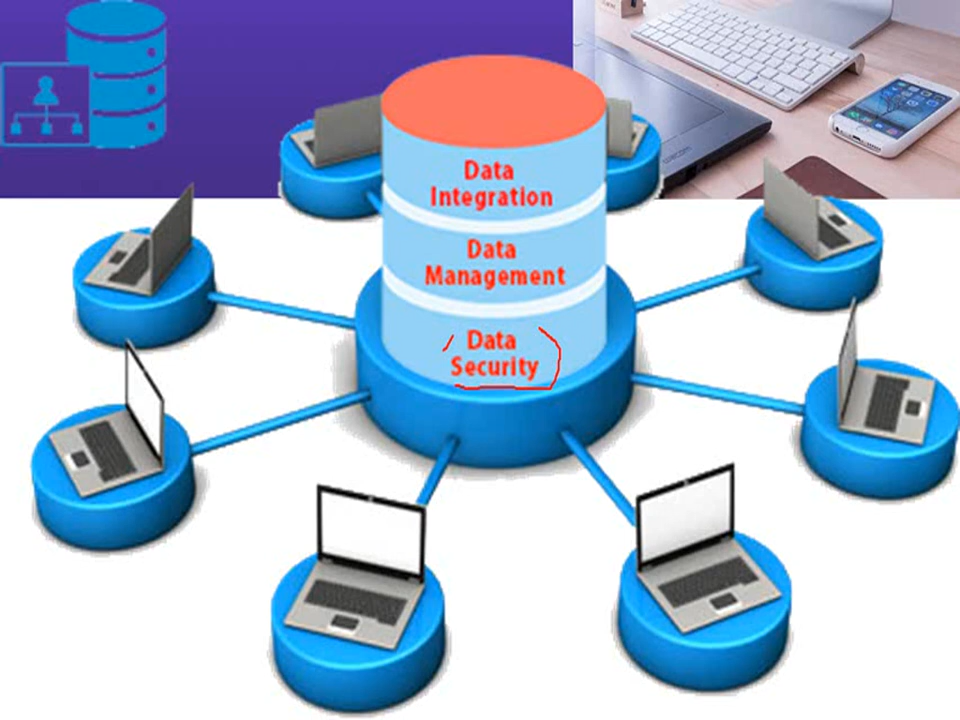 Data
Integration
Data
Management
Data
Security